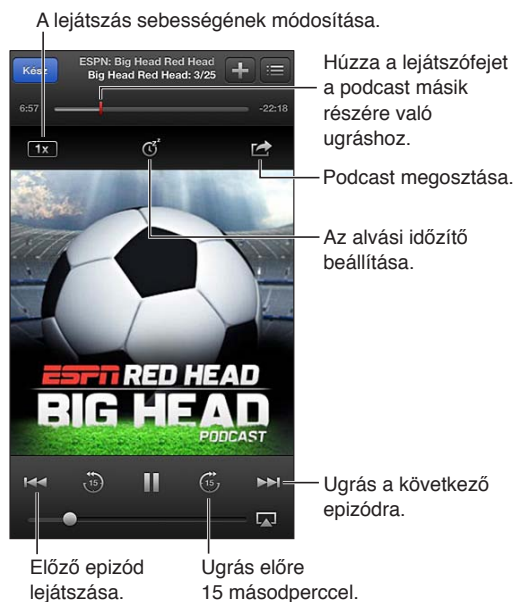 A lejátszás sebességének módosítása.
Kész
ESPN: Big Head Red Head
Big Head Red Head: 3/25
6:57
-22:18
Húzza a lejátszófejet
a podcast másik
részére való
ugráshoz.
1x
Podcast megosztása.
Az alvási időzítő
beállítása.
ESPN RED HEAD
BIG HEAD
PODCAST
15
15
Ugrás a következő
epizódra.
Előző epizód
lejátszása.
Ugrás előre
15 másodperccel.